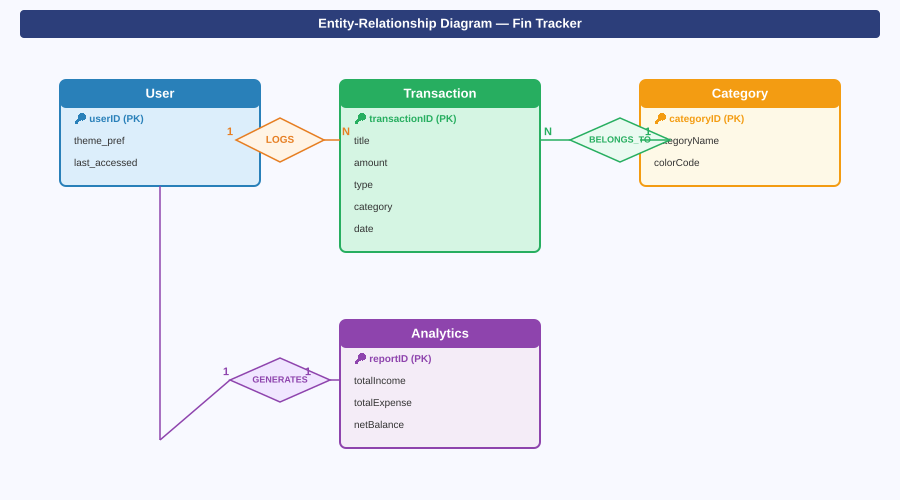 Entity-Relationship Diagram — Fin Tracker
User
🔑 userID (PK)
theme_pref
last_accessed
1
LOGS
N
Transaction
🔑 transactionID (PK)
title
amount
type
category
date
N
BELONGS_TO
1
Category
🔑 categoryID (PK)
categoryName
colorCode
1
GENERATES
1
Analytics
🔑 reportID (PK)
totalIncome
totalExpense
netBalance